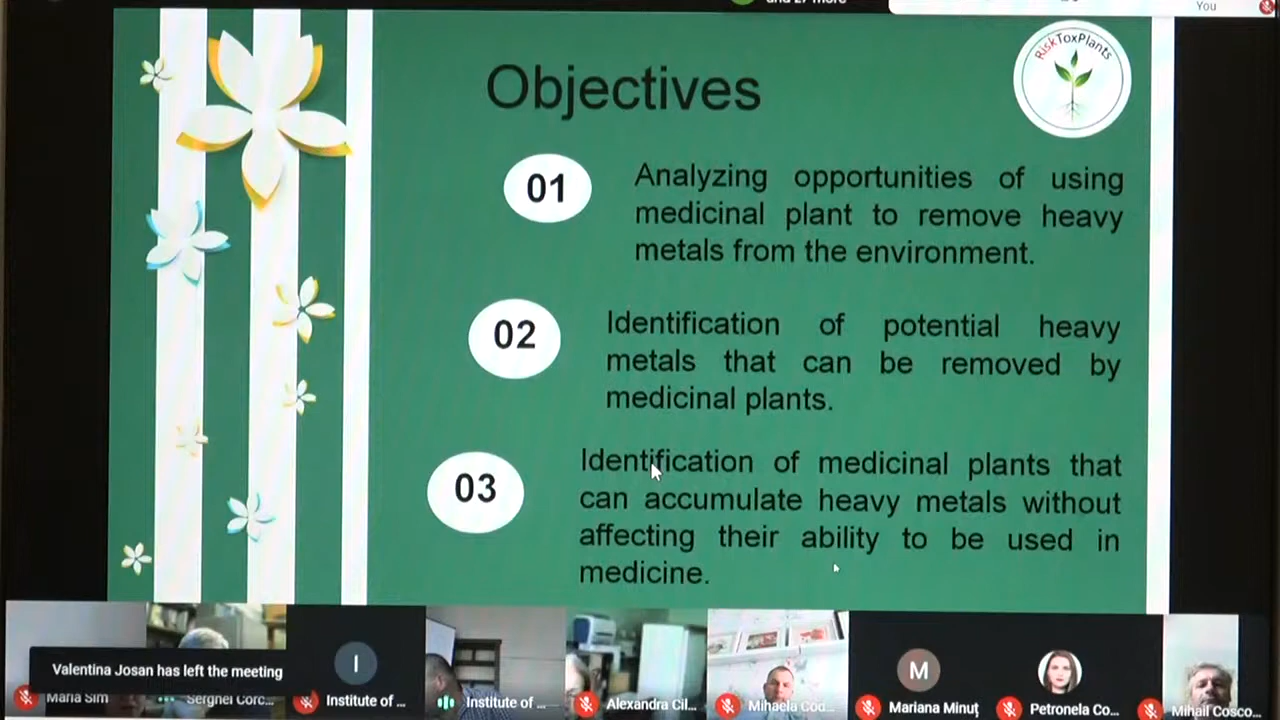 and 27 more
You
RiskToxPlants
Objectives
01
Analyzing opportunities of using
medicinal plant to remove heavy
metals from the environment.
02
Identification of potential heavy
metals that can be removed by
medicinal plants.
03
Identification of medicinal plants that
can accumulate heavy metals without
affecting their ability to be used in
medicine.
I
M
Valentina Josan has left the meeting
Maria Sim
Serghei Corc...
Institute of ...
Institute of ...
Alexandra Cil...
Mihaela Cod...
Mariana Minuț
Petronela Co...
Mihail Cosco...